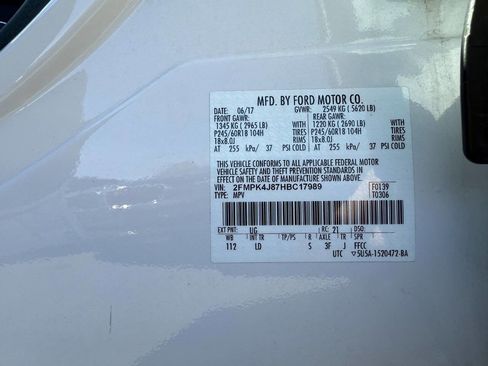 MFD. BY FORD MOTOR CO.
DATE: 06/17 GVWR: 2549 KG (5620 LB)
FRONT GAWR: REAR GAWR:
1345 KG (2965 LB) WITH 1220 KG (2690 LB) WITH
P245/60R18 104H TIRES P245/60R18 104H TIRES
18x8.0J RIMS 18x8.0J RIMS
AT 255 kPa/ 37 PSI COLD AT 255 kPa/ 37 PSI COLD
THIS VEHICLE CONFORMS TO ALL APPLICABLE FEDERAL MOTOR
VEHICLE SAFETY AND THEFT PREVENTION STANDARDS IN
EFFECT ON THE DATE OF MANUFACTURE SHOWN ABOVE.
VIN: 2FMPK4J87HBC17989 F0139
TYPE: MPV T0306
EXT PNT: UG RC: 21 DSO:
WB INT TR TP/PS R AXLE TR SPR
112 LD S 3F J FFCC
UTC ▽5U5A-1520472-BA